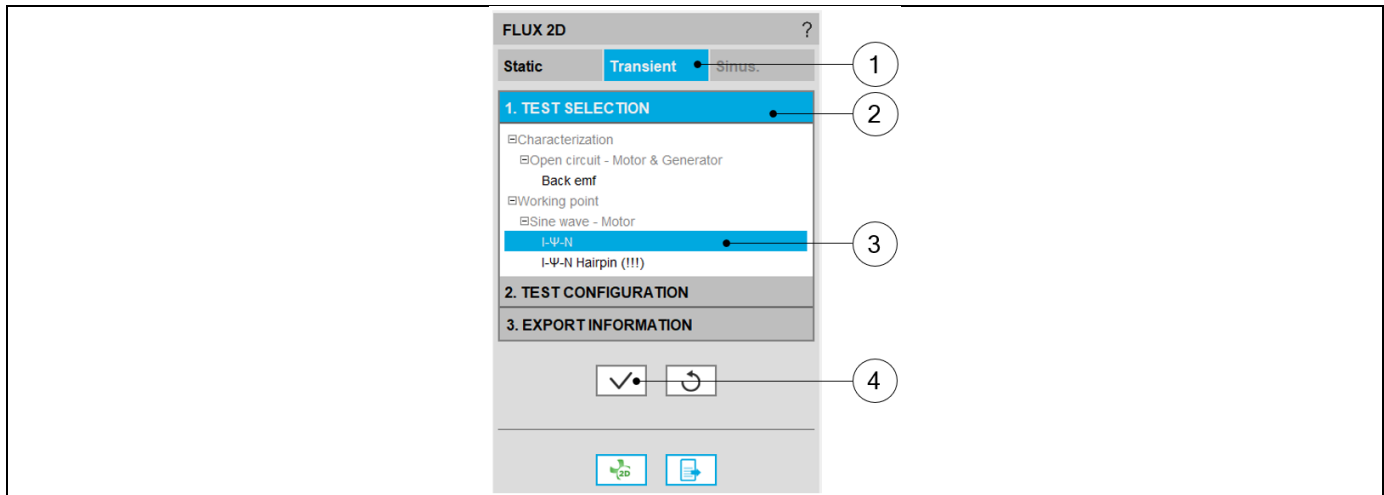 FLUX 2D ?
Static Transient Sinus. 1
1. TEST SELECTION 2
Characterization
Open circuit - Motor & Generator
Back emf
Working point
Sine wave - Motor
I-Ψ-N 3
I-Ψ-N Hairpin (!!!)
2. TEST CONFIGURATION
3. EXPORT INFORMATION
4
2D